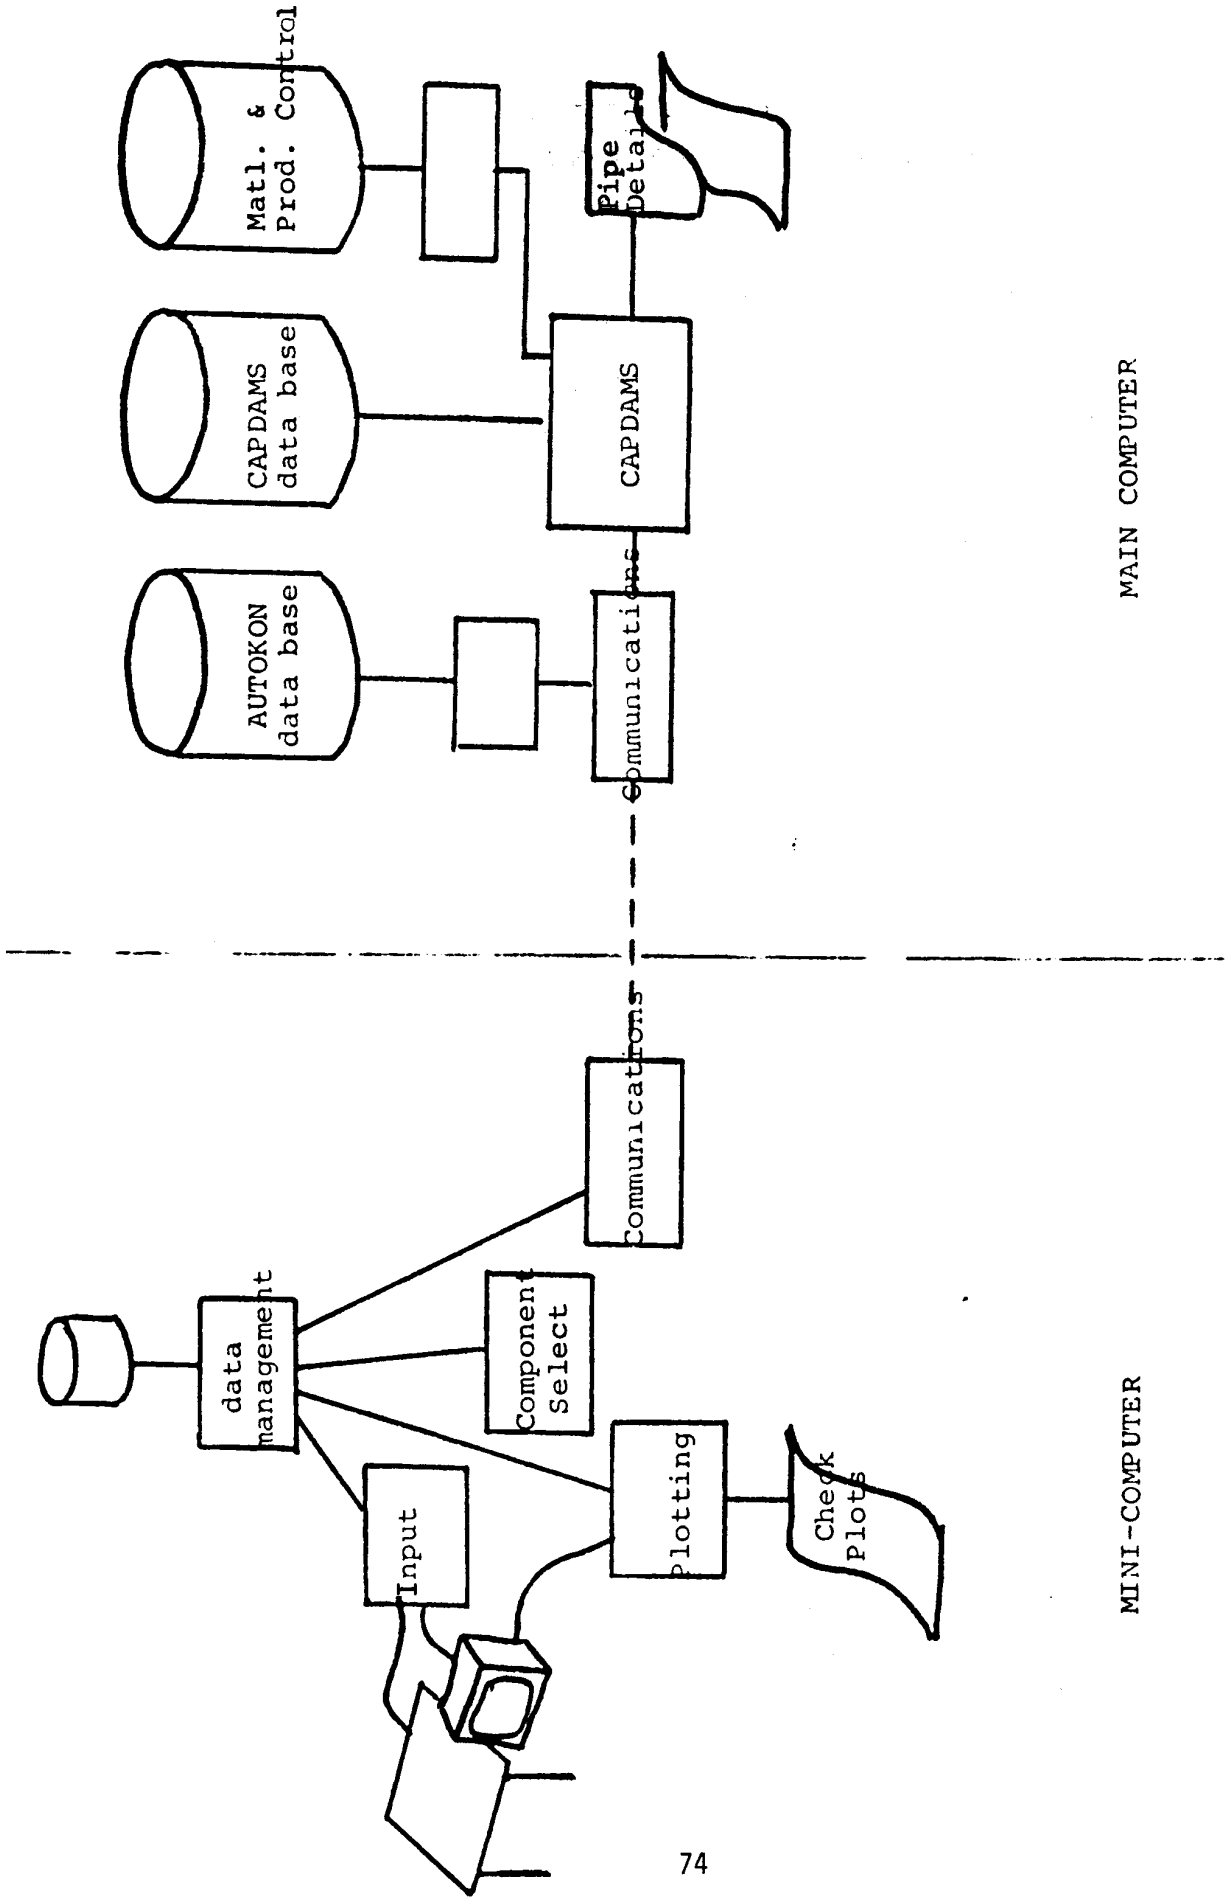 data
management
Input
Component
Select
Plotting
Check
Plots
Communications
MINI-COMPUTER
AUTOKON
data base
CAPDAMS
data base
Matl. &
Prod. Control
Communications
CAPDAMS
Pipe
Details
MAIN COMPUTER
74